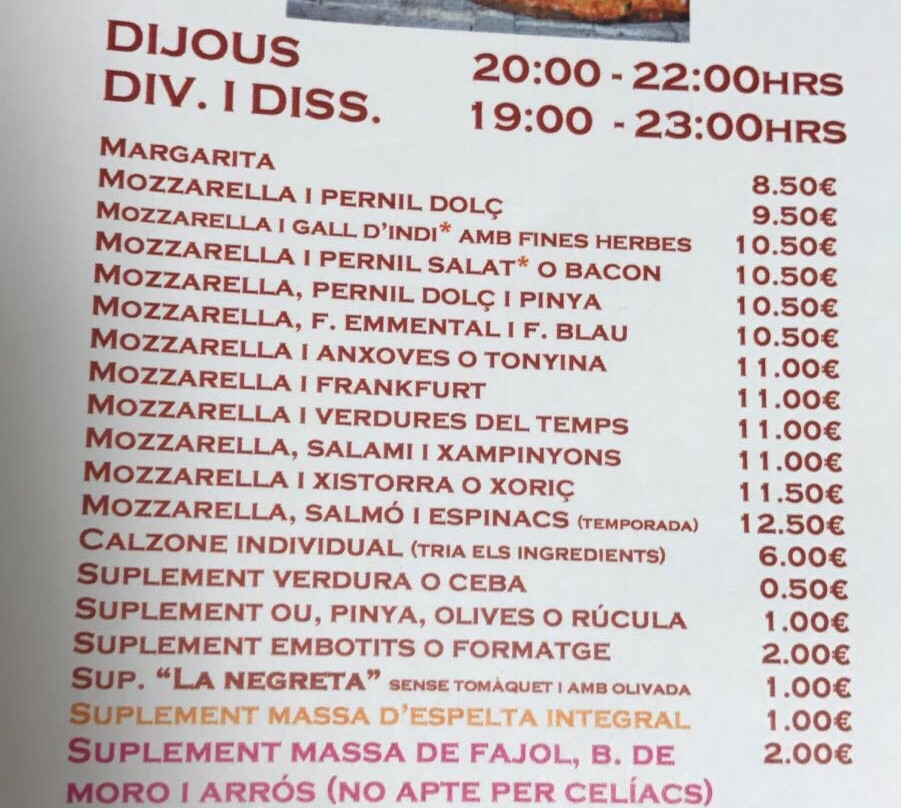 DIJOUS 20:00 - 22:00HRS
DIV. I DISS. 19:00 - 23:00HRS
MARGARITA 8.50€
MOZZARELLA I PERNIL DOLÇ 9.50€
MOZZARELLA I GALL D'INDI* AMB FINES HERBES 10.50€
MOZZARELLA I PERNIL SALAT* O BACON 10.50€
MOZZARELLA, PERNIL DOLÇ I PINYA 10.50€
MOZZARELLA, F. EMMENTAL I F. BLAU 10.50€
MOZZARELLA I ANXOVES O TONYINA 11.00€
MOZZARELLA I FRANKFURT 11.00€
MOZZARELLA I VERDURES DEL TEMPS 11.00€
MOZZARELLA, SALAMI I XAMPINYONS 11.00€
MOZZARELLA I XISTORRA O XORIÇ 11.50€
MOZZARELLA, SALMÓ I ESPINACS (TEMPORADA) 12.50€
CALZONE INDIVIDUAL (TRIA ELS INGREDIENTS) 6.00€
SUPLEMENT VERDURA O CEBA 0.50€
SUPLEMENT OU, PINYA, OLIVES O RÚCULA 1.00€
SUPLEMENT EMBOTITS O FORMATGE 2.00€
SUP. "LA NEGRETA" SENSE TOMÀQUET I AMB OLIVADA 1.00€
SUPLEMENT MASSA D'ESPELTA INTEGRAL 1.00€
SUPLEMENT MASSA DE FAJOL, B. DE 2.00€
MORO I ARRÓS (NO APTE PER CELÍACS)